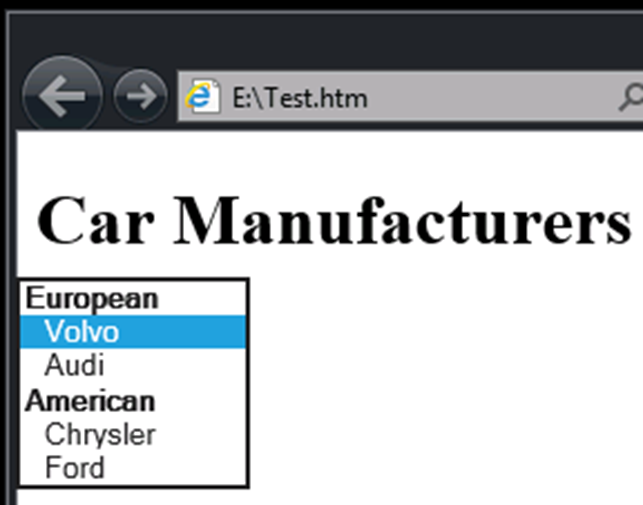 E:\Test.htm
Car Manufacturers
European
Volvo
Audi
American
Chrysler
Ford